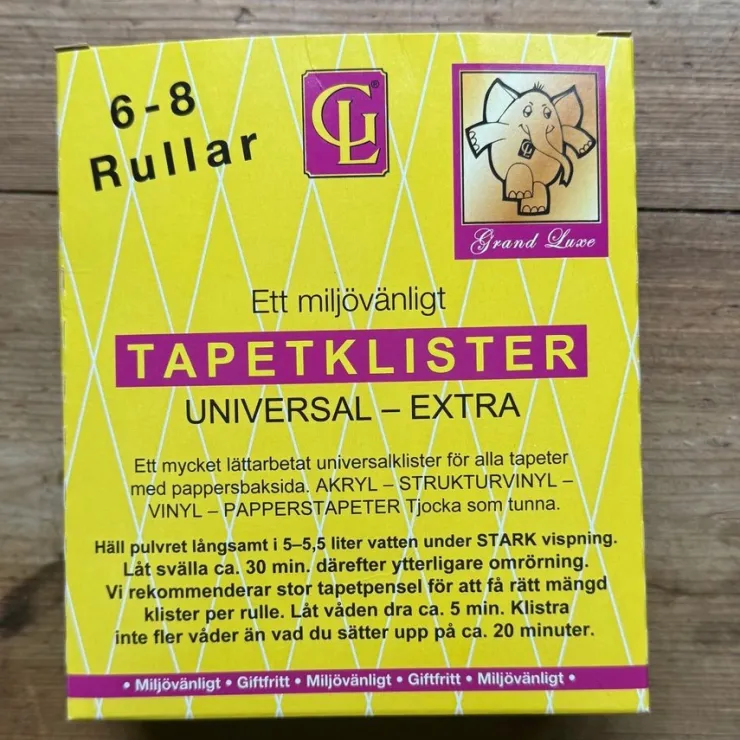 6-8
Rullar
GL®
Grand Luxe
Ett miljövänligt
TAPETKLISTER
UNIVERSAL – EXTRA
Ett mycket lättarbetat universalklister för alla tapeter
med pappersbaksida. AKRYL – STRUKTURVINYL –
VINYL – PAPPERSTAPETER Tjocka som tunna.
Häll pulvret långsamt i 5–5,5 liter vatten under STARK vispning.
Låt svälla ca. 30 min. därefter ytterligare omrörning.
Vi rekommenderar stor tapetpensel för att få rätt mängd
klister per rulle. Låt våden dra ca. 5 min. Klistra
inte fler våder än vad du sätter upp på ca. 20 minuter.
• Miljövänligt • Giftfritt • Miljövänligt • Giftfritt • Miljövänligt •